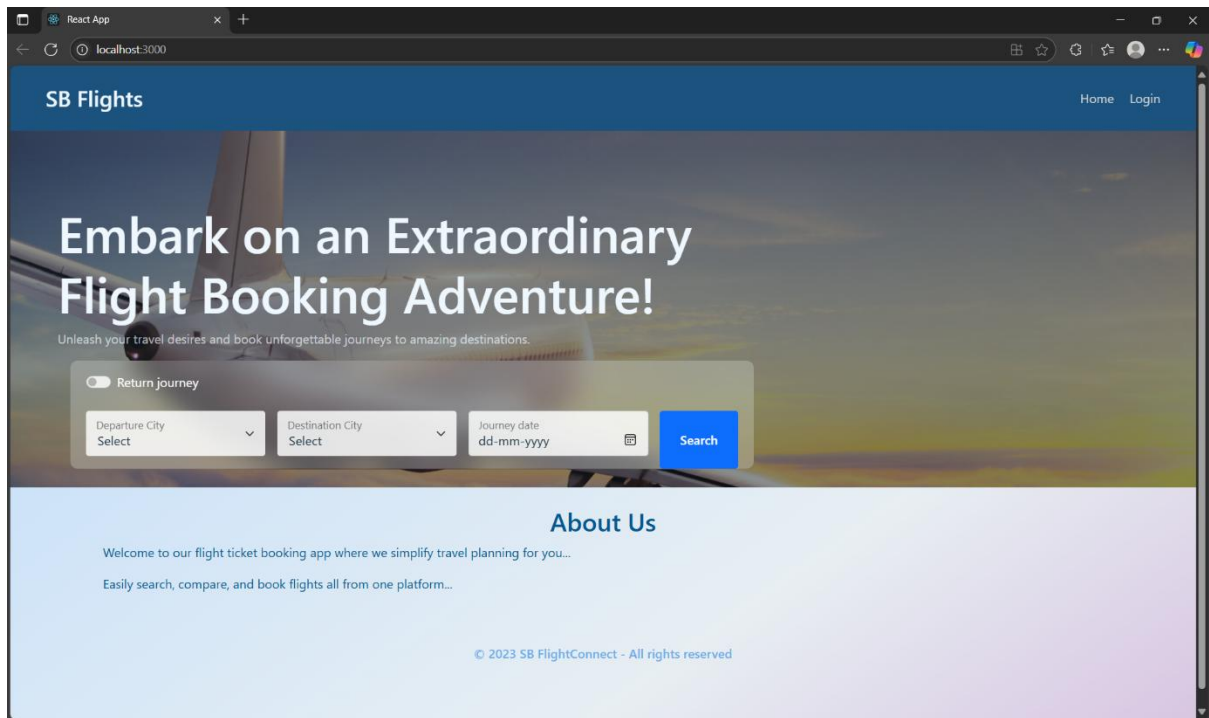 React App
localhost:3000
SB Flights
Home Login
Embark on an Extraordinary
Flight Booking Adventure!
Unleash your travel desires and book unforgettable journeys to amazing destinations.
Return journey
Departure City
Select
Destination City
Select
Journey date
dd-mm-yyyy
Search
About Us
Welcome to our flight ticket booking app where we simplify travel planning for you...
Easily search, compare, and book flights all from one platform...
© 2023 SB FlightConnect - All rights reserved